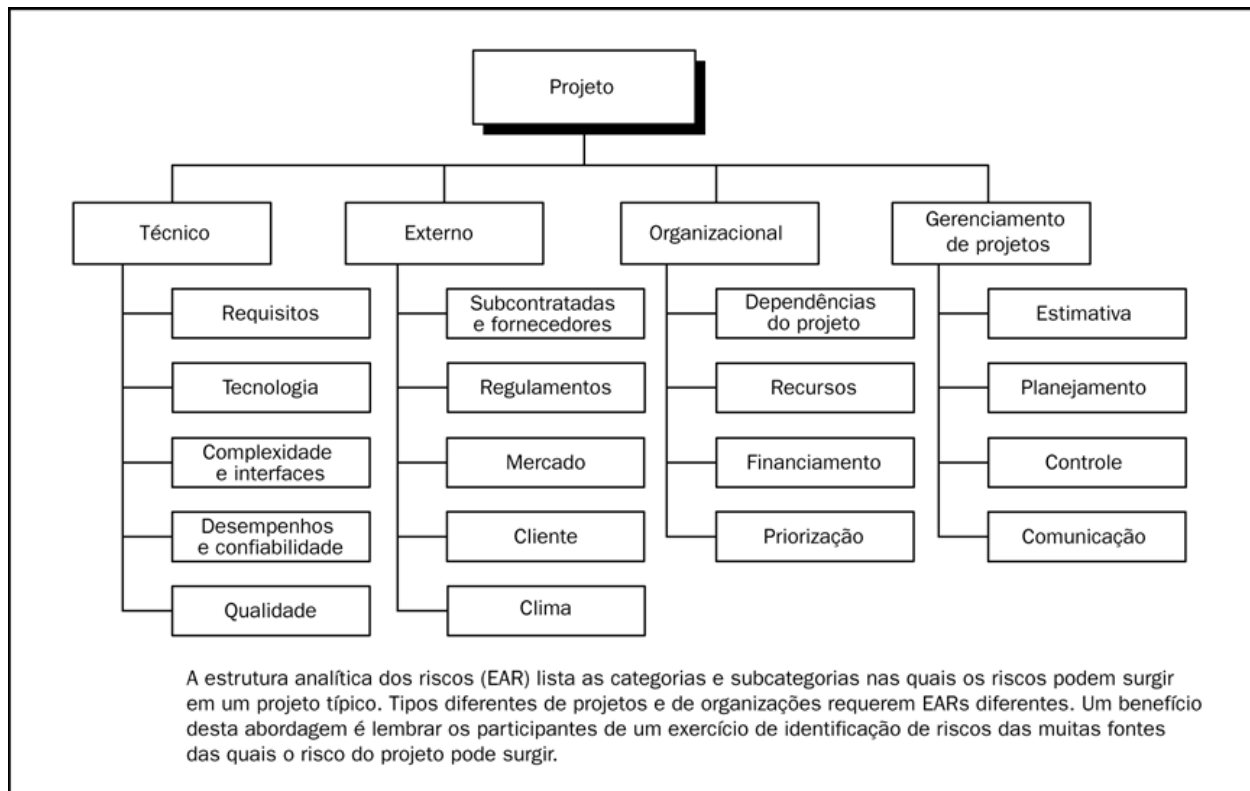 Projeto
Técnico
Externo
Organizacional
Gerenciamento
de projetos
Requisitos
Tecnologia
Complexidade
e interfaces
Desempenhos
e confiabilidade
Qualidade
Subcontratadas
e fornecedores
Regulamentos
Mercado
Cliente
Clima
Dependências
do projeto
Recursos
Financiamento
Priorização
Estimativa
Planejamento
Controle
Comunicação
A estrutura analítica dos riscos (EAR) lista as categorias e subcategorias nas quais os riscos podem surgir
em um projeto típico. Tipos diferentes de projetos e de organizações requerem EARs diferentes. Um benefício
desta abordagem é lembrar os participantes de um exercício de identificação de riscos das muitas fontes
das quais o risco do projeto pode surgir.